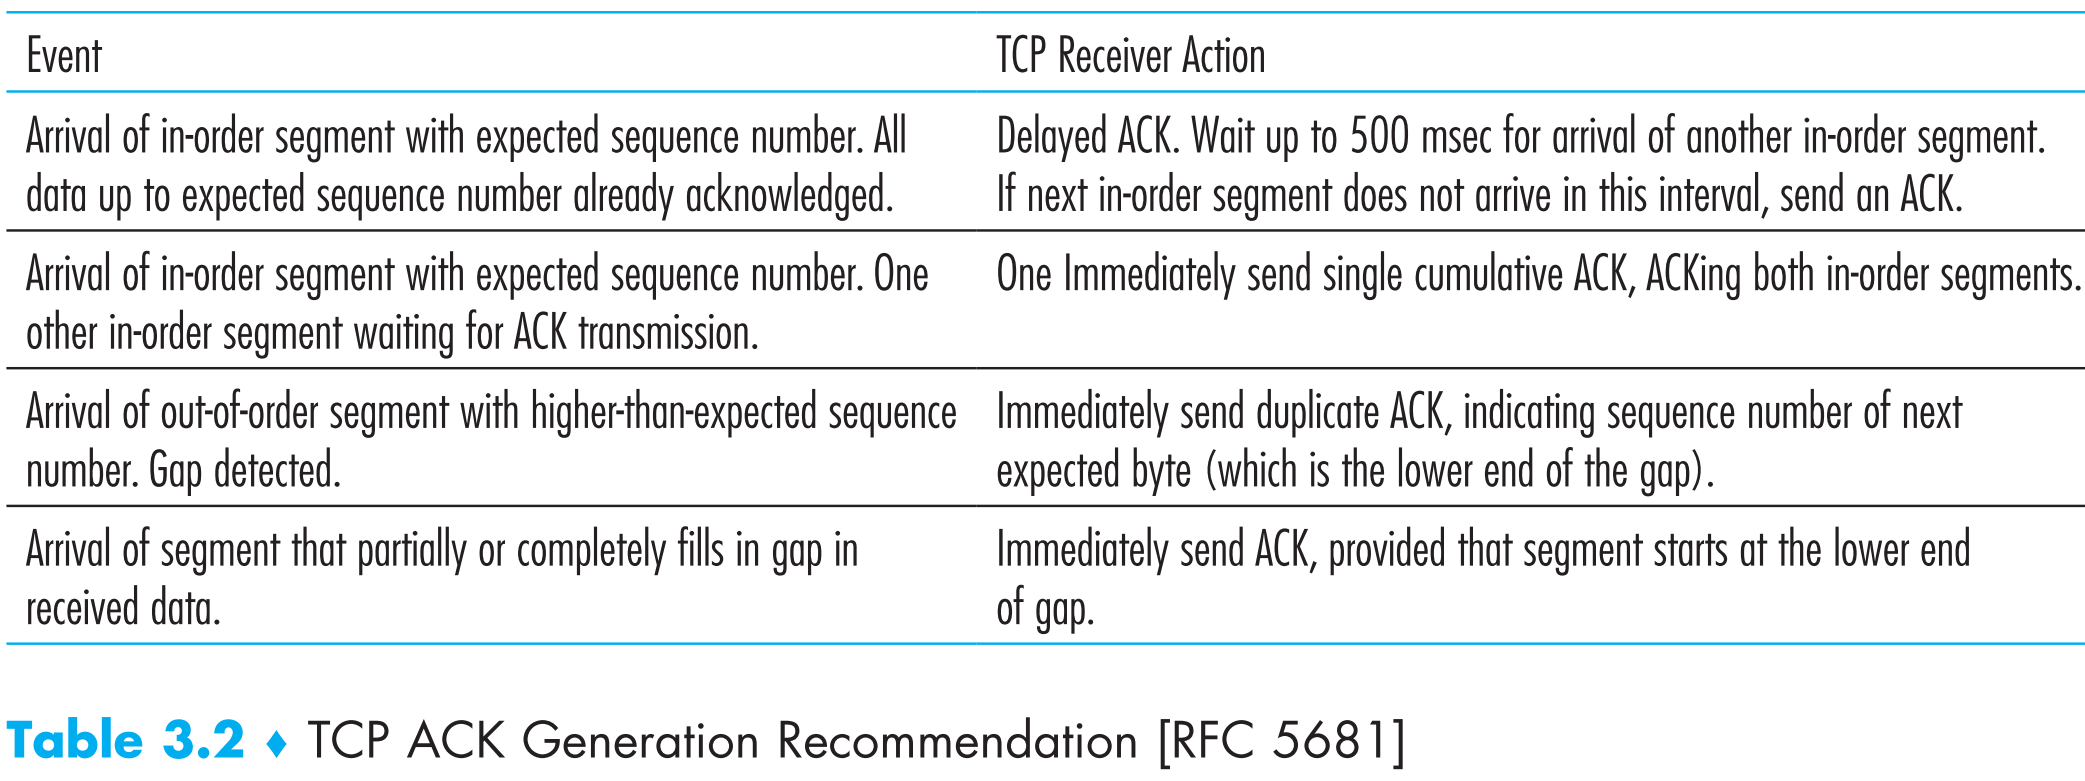 Event
TCP Receiver Action
Arrival of in-order segment with expected sequence number. All
data up to expected sequence number already acknowledged.
Delayed ACK. Wait up to 500 msec for arrival of another in-order segment.
If next in-order segment does not arrive in this interval, send an ACK.
Arrival of in-order segment with expected sequence number. One
other in-order segment waiting for ACK transmission.
One Immediately send single cumulative ACK, ACKing both in-order segments.
Arrival of out-of-order segment with higher-than-expected sequence
number. Gap detected.
Immediately send duplicate ACK, indicating sequence number of next
expected byte (which is the lower end of the gap).
Arrival of segment that partially or completely fills in gap in
received data.
Immediately send ACK, provided that segment starts at the lower end
of gap.
Table 3.2 ♦ TCP ACK Generation Recommendation [RFC 5681]